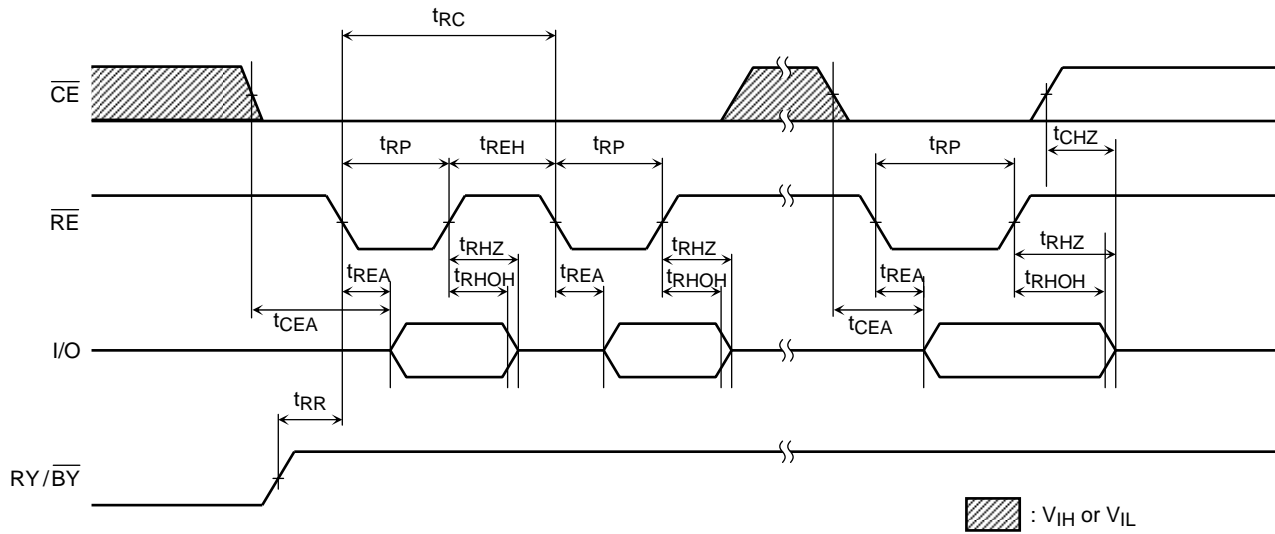 tRC
CE
tCHZ
tRP tREH tRP tRP
RE
tRHZ tRHZ tRHZ
tREA tRHOH tREA tRHOH tREA tRHOH
tCEA tCEA
I/O
tRR
RY/BY
: VIH or VIL